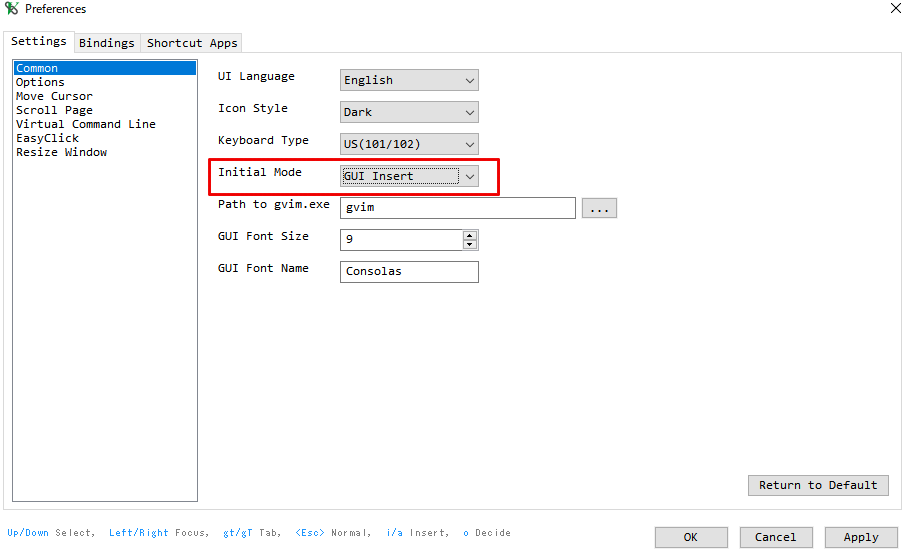 Preferences
Settings Bindings Shortcut Apps
Common
Options
Move Cursor
Scroll Page
Virtual Command Line
EasyClick
Resize Window
UI Language English
Icon Style Dark
Keyboard Type US(101/102)
Initial Mode GUI Insert
Path to gvim.exe gvim ...
GUI Font Size 9
GUI Font Name Consolas
Return to Default
Up/Down Select, Left/Right Focus, gt/gT Tab, <Esc> Normal, i/a Insert, o Decide
OK Cancel Apply